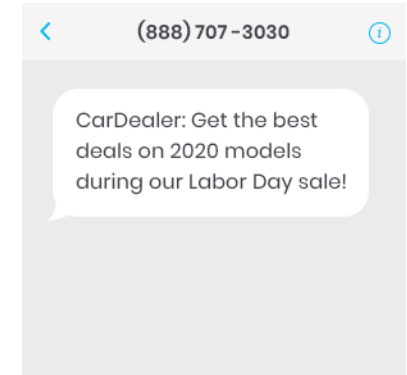 (888) 707-3030
CarDealer: Get the best
deals on 2020 models
during our Labor Day sale!